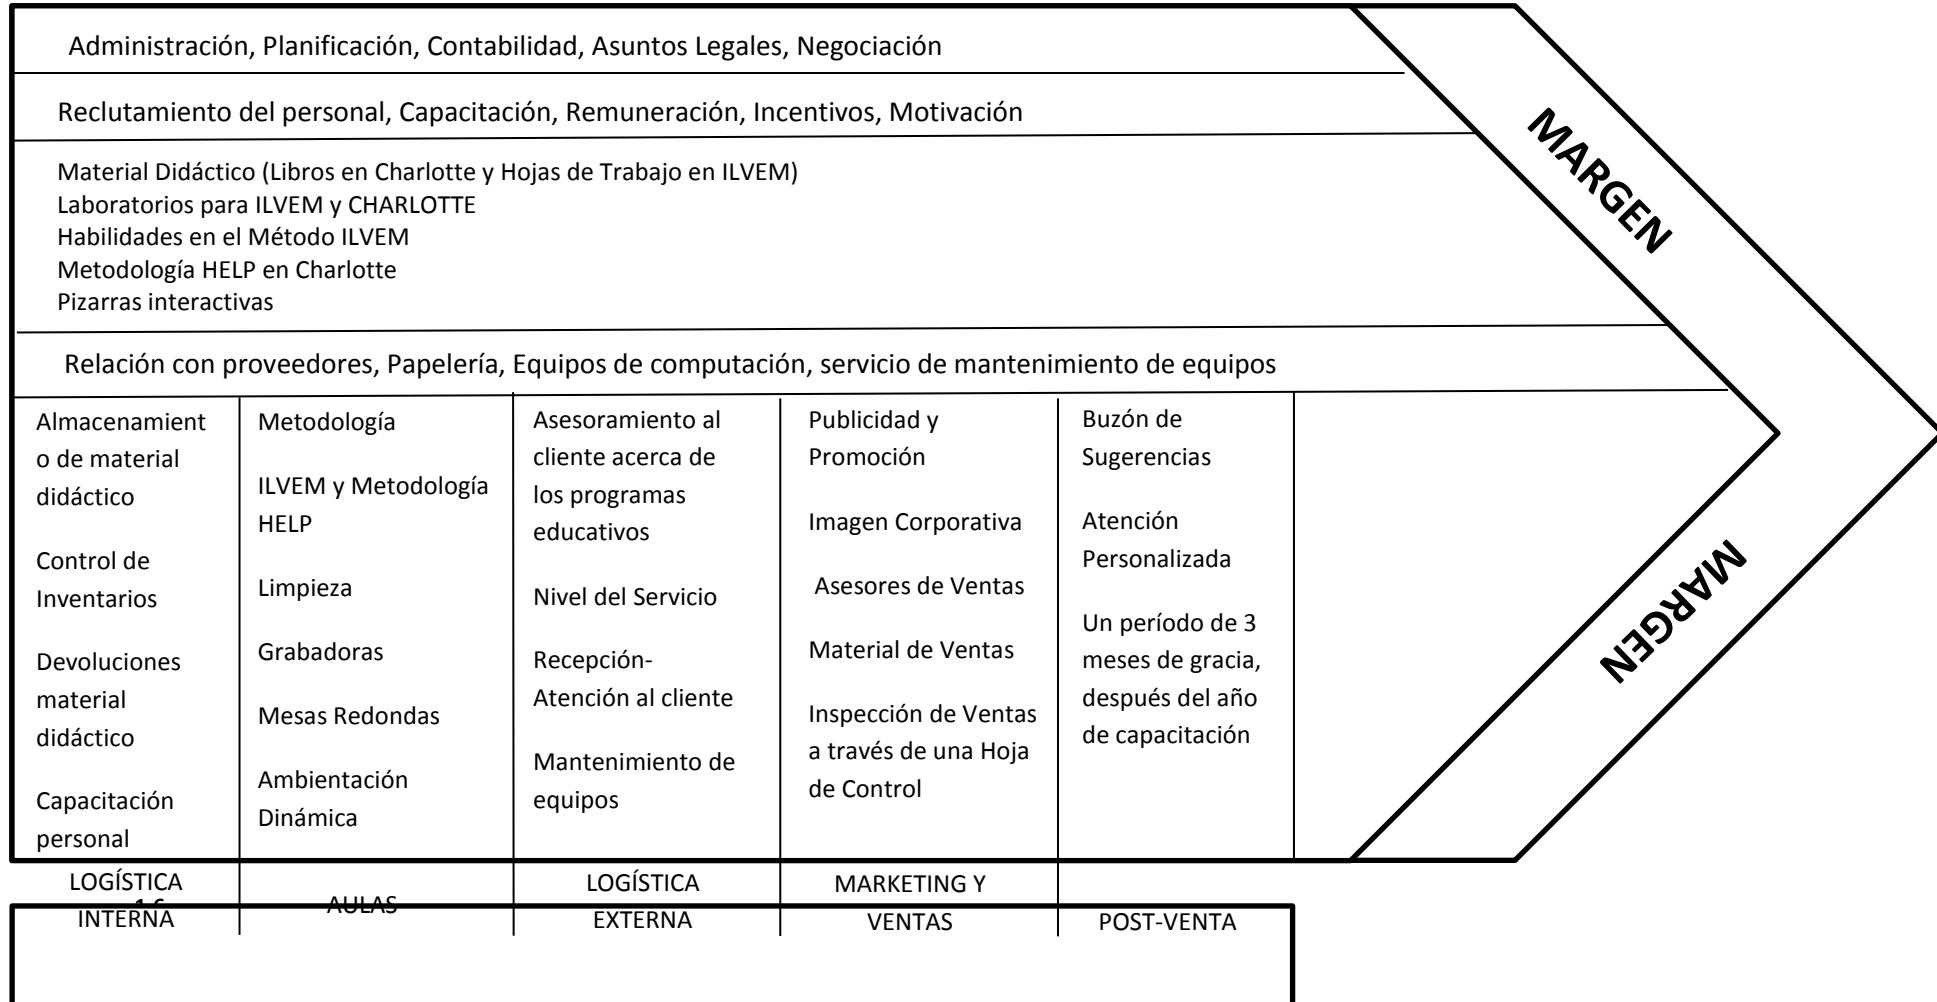 Administración, Planificación, Contabilidad, Asuntos Legales, Negociación
Reclutamiento del personal, Capacitación, Remuneración, Incentivos, Motivación
Material Didáctico (Libros en Charlotte y Hojas de Trabajo en ILVEM)
Laboratorios para ILVEM y CHARLOTTE
Habilidades en el Método ILVEM
Metodología HELP en Charlotte
Pizarras interactivas
Relación con proveedores, Papelería, Equipos de computación, servicio de mantenimiento de equipos
Almacenamient
o de material
didáctico
Control de
Inventarios
Devoluciones
material
didáctico
Capacitación
personal
Metodología
ILVEM y Metodología
HELP
Limpieza
Grabadoras
Mesas Redondas
Ambientación
Dinámica
Asesoramiento al
cliente acerca de
los programas
educativos
Nivel del Servicio
Recepción-
Atención al cliente
Mantenimiento de
equipos
Publicidad y
Promoción
Imagen Corporativa
Asesores de Ventas
Material de Ventas
Inspección de Ventas
a través de una Hoja
de Control
Buzón de
Sugerencias
Atención
Personalizada
Un período de 3
meses de gracia,
después del año
de capacitación
MARGEN
MARGEN
LOGÍSTICA
INTERNA
AULAS
LOGÍSTICA
EXTERNA
MARKETING Y
VENTAS
POST-VENTA